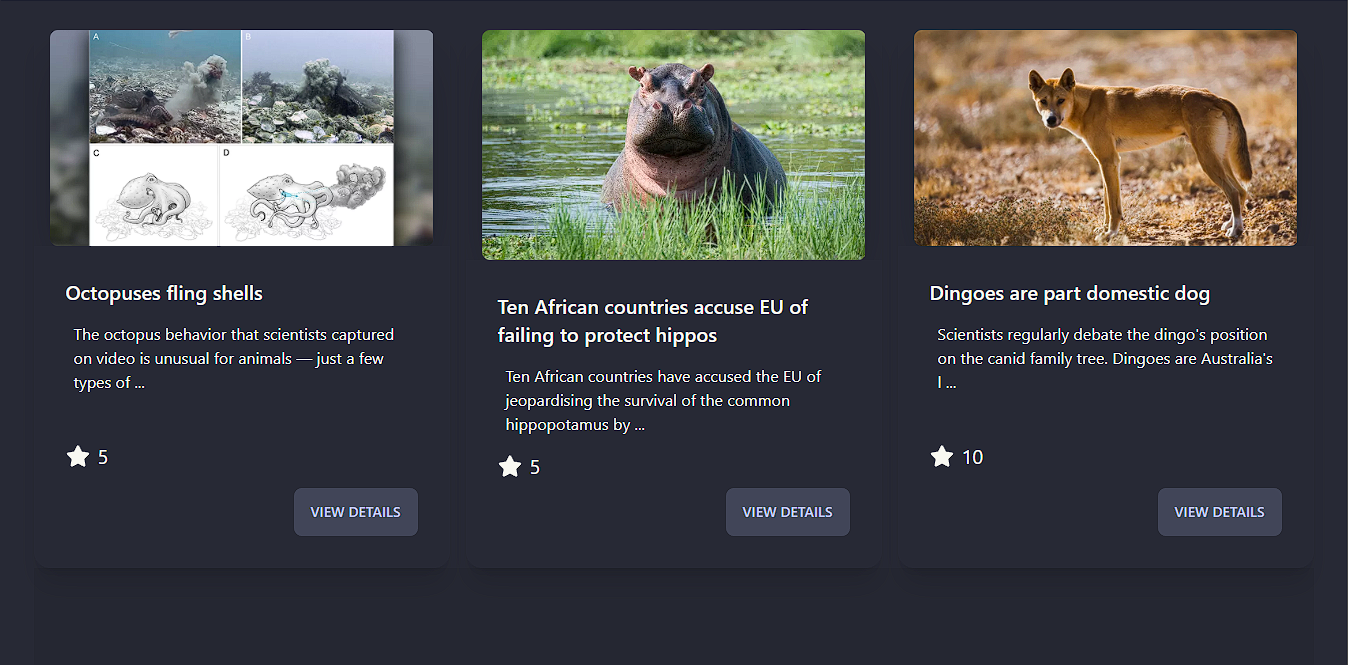 A
B
C
D
Octopuses fling shells
The octopus behavior that scientists captured
on video is unusual for animals — just a few
types of ...
5
VIEW DETAILS
Ten African countries accuse EU of
failing to protect hippos
Ten African countries have accused the EU of
jeopardising the survival of the common
hippopotamus by ...
5
VIEW DETAILS
Dingoes are part domestic dog
Scientists regularly debate the dingo's position
on the canid family tree. Dingoes are Australia's
l ...
10
VIEW DETAILS